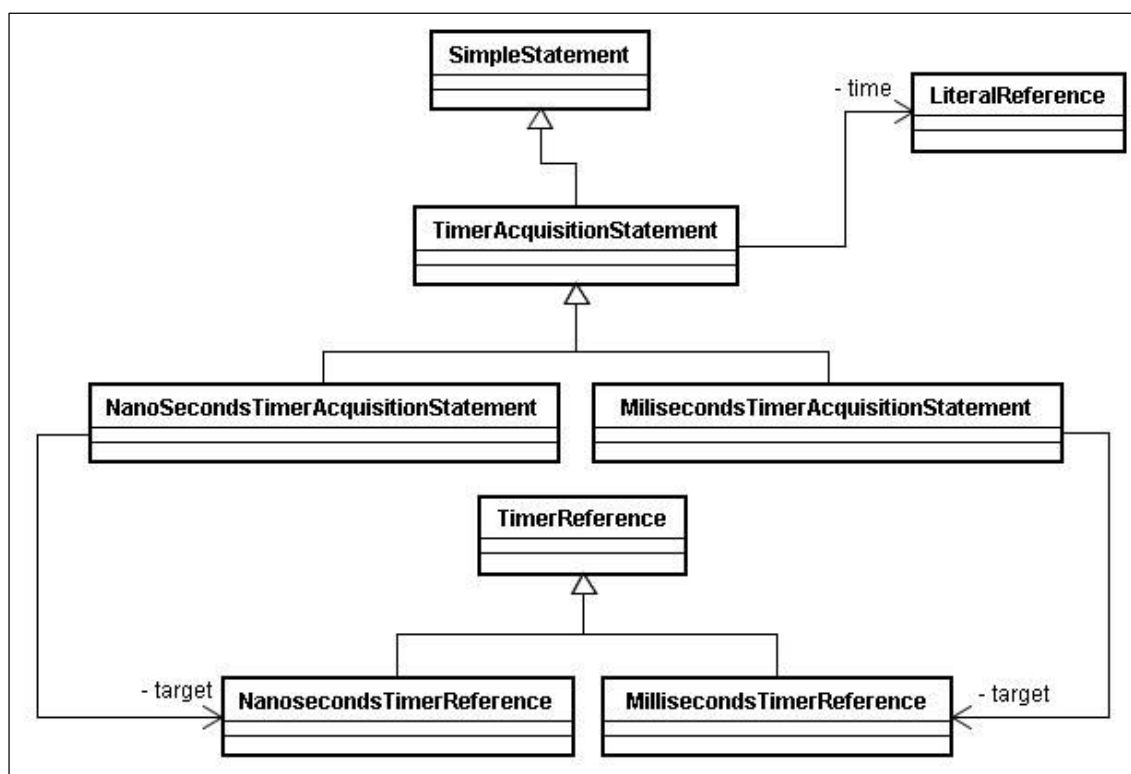 SimpleStatement
- time
LiteralReference
TimerAcquisitionStatement
NanoSecondsTimerAcquisitionStatement
MilisecondsTimerAcquisitionStatement
TimerReference
- target
NanosecondsTimerReference
MillisecondsTimerReference
- target